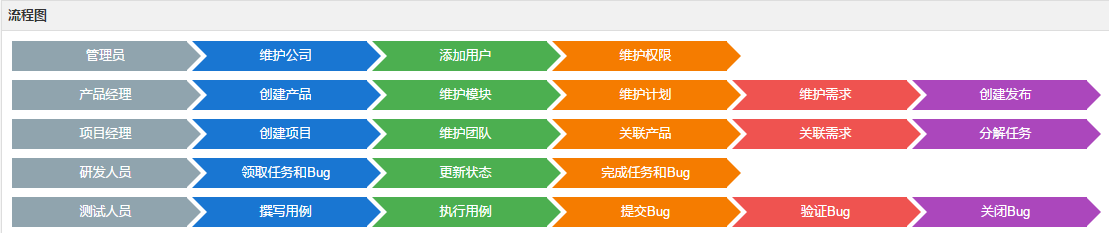 流程图
管理员 维护公司 添加用户 维护权限
产品经理 创建产品 维护模块 维护计划 维护需求 创建发布
项目经理 创建项目 维护团队 关联产品 关联需求 分解任务
研发人员 领取任务和Bug 更新状态 完成任务和Bug
测试人员 撰写用例 执行用例 提交Bug 验证Bug 关闭Bug